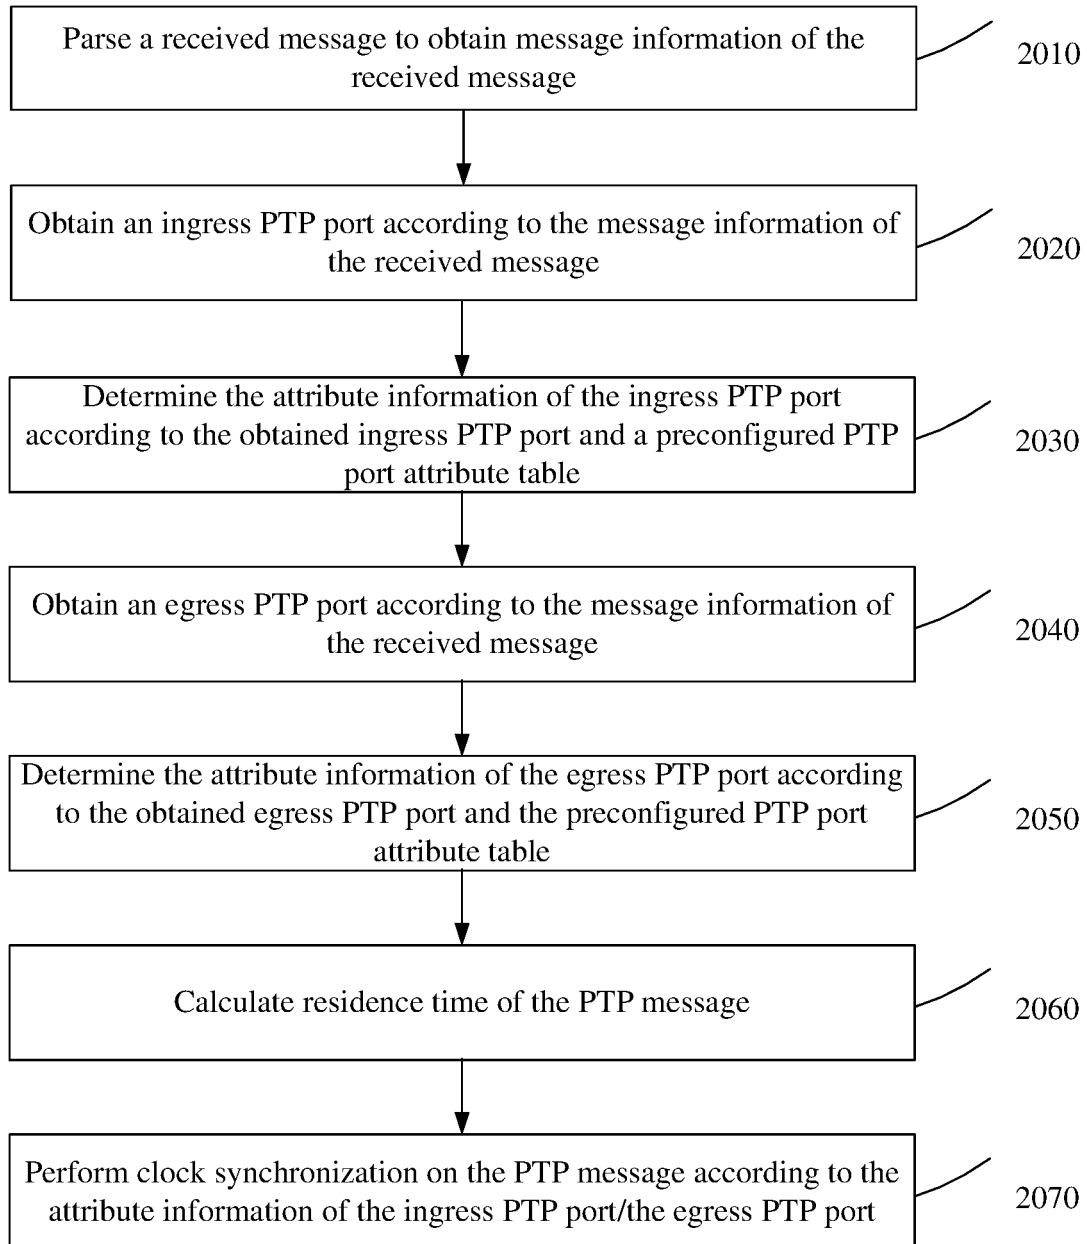 Parse a received message to obtain message information of the
received message
2010
Obtain an ingress PTP port according to the message information of
the received message
2020
Determine the attribute information of the ingress PTP port
according to the obtained ingress PTP port and a preconfigured PTP
port attribute table
2030
Obtain an egress PTP port according to the message information of
the received message
2040
Determine the attribute information of the egress PTP port according
to the obtained egress PTP port and the preconfigured PTP port
attribute table
2050
Calculate residence time of the PTP message
2060
Perform clock synchronization on the PTP message according to the
attribute information of the ingress PTP port/the egress PTP port
2070